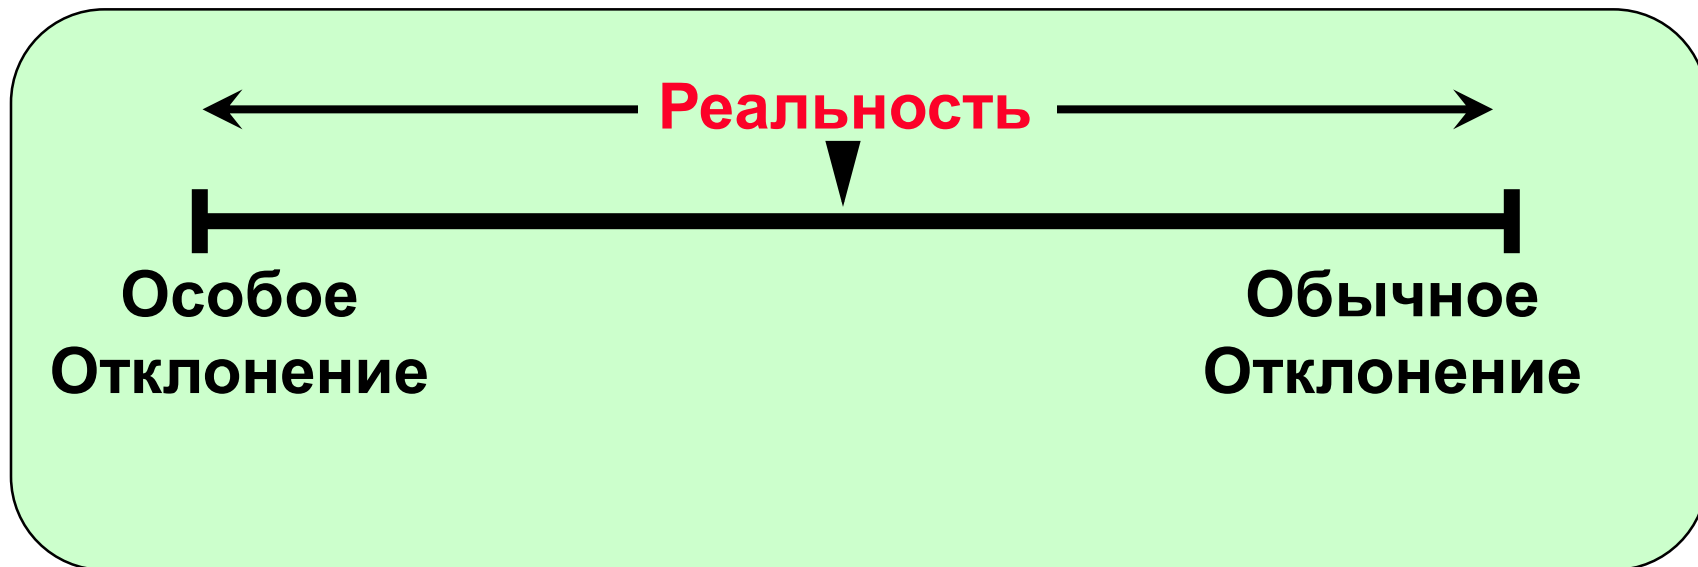 Реальность
Особое
Отклонение
Обычное
Отклонение